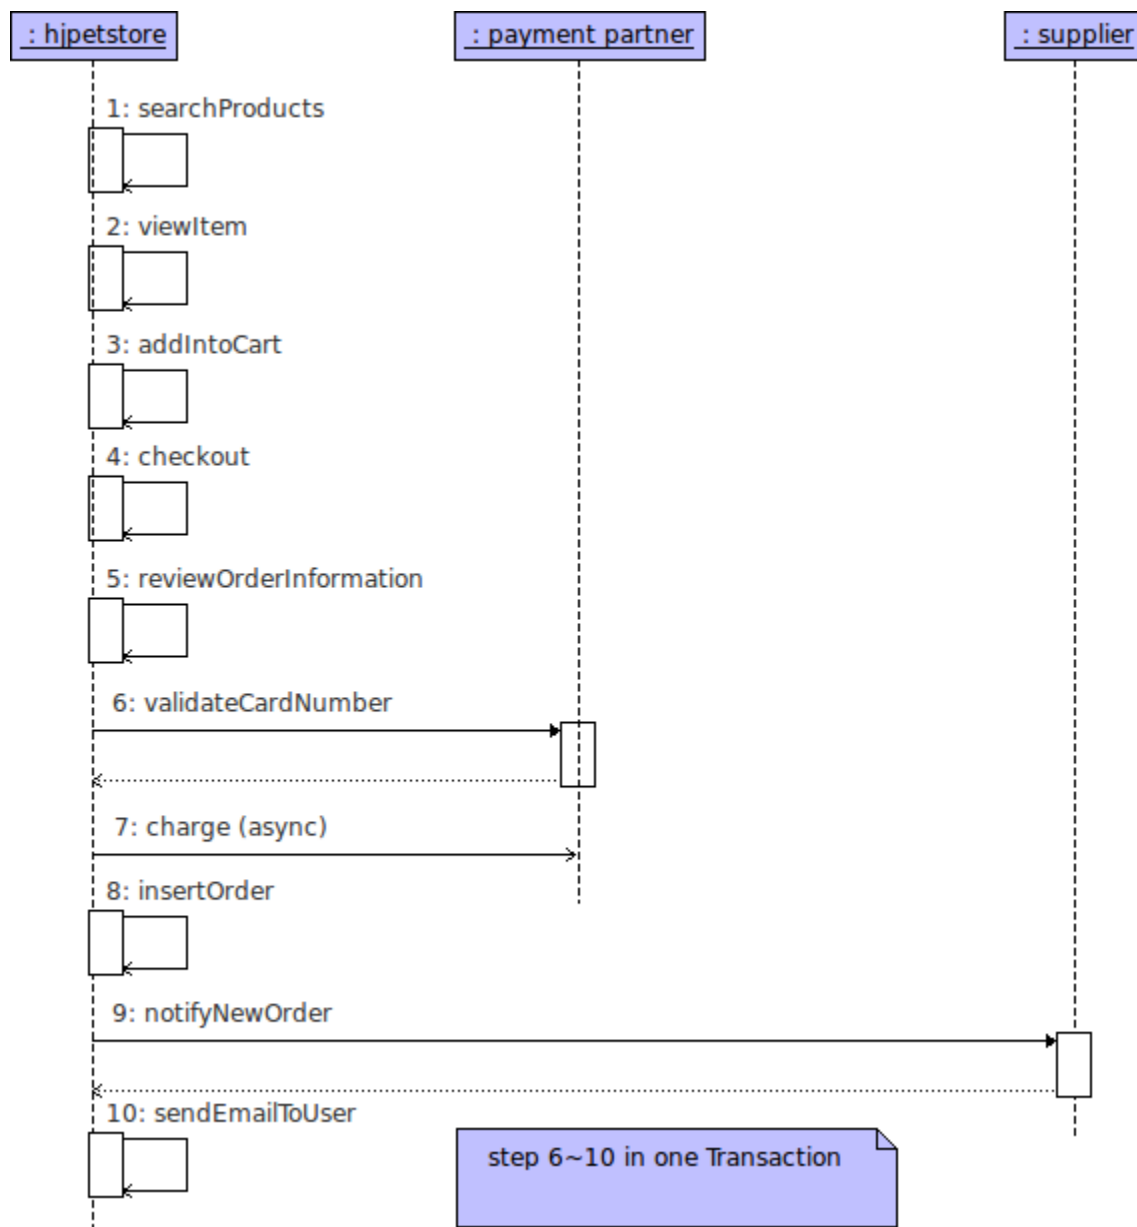 : hjpetstore
: payment partner
: supplier
1: searchProducts
2: viewItem
3: addIntoCart
4: checkout
5: reviewOrderInformation
6: validateCardNumber
7: charge (async)
8: insertOrder
9: notifyNewOrder
10: sendEmailToUser
step 6~10 in one Transaction